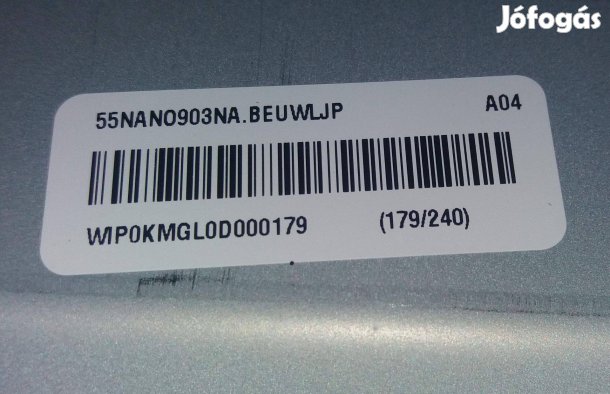 Jófogás
55NANO903NA.BEUWLJP A04
WIP0KMGL0D000179 (179/240)